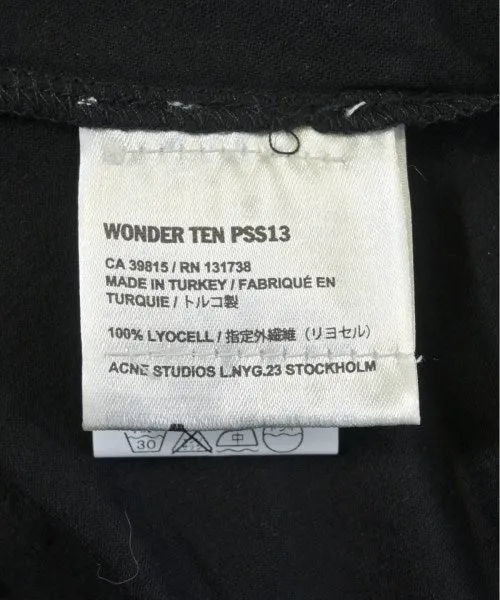 WONDER TEN PSS13
CA 39815 / RN 131738
MADE IN TURKEY / FABRIQUÉ EN
TURQUIE / トルコ製
100% LYOCELL / 指定外繊維（リヨセル）
ACNE STUDIOS L.NYG.23 STOCKHOLM
30 中